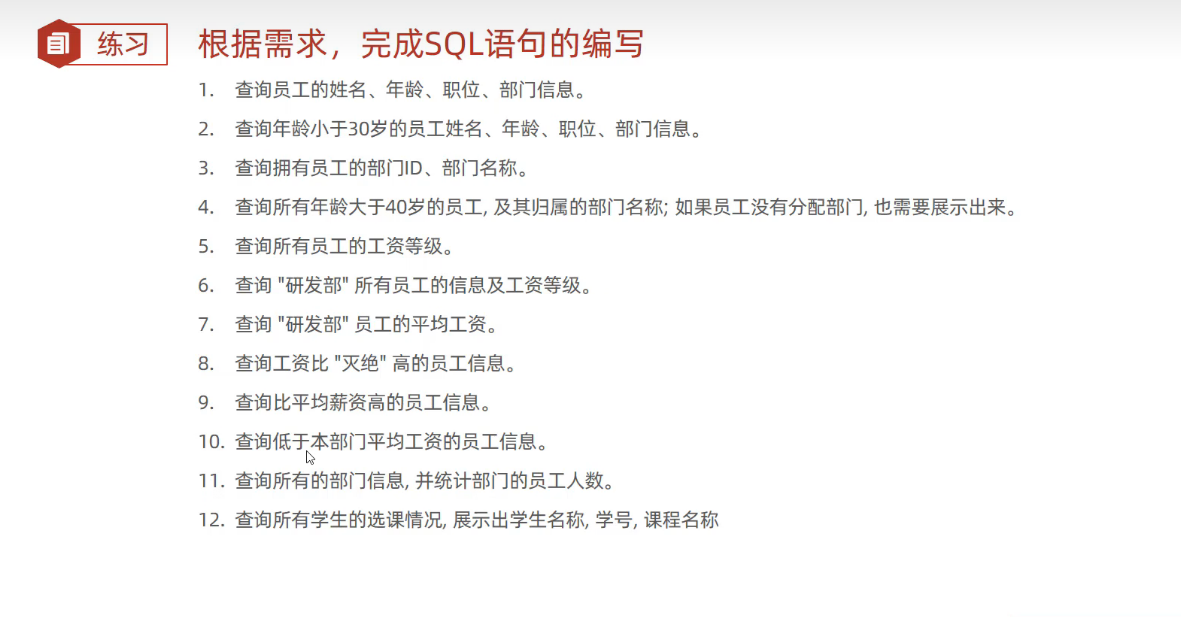 练习
根据需求，完成SQL语句的编写
1. 查询员工的姓名、年龄、职位、部门信息。
2. 查询年龄小于30岁的员工姓名、年龄、职位、部门信息。
3. 查询拥有员工的部门ID、部门名称。
4. 查询所有年龄大于40岁的员工, 及其归属的部门名称; 如果员工没有分配部门, 也需要展示出来。
5. 查询所有员工的工资等级。
6. 查询 "研发部" 所有员工的信息及工资等级。
7. 查询 "研发部" 员工的平均工资。
8. 查询工资比 "灭绝" 高的员工信息。
9. 查询比平均薪资高的员工信息。
10. 查询低于本部门平均工资的员工信息。
11. 查询所有的部门信息, 并统计部门的员工人数。
12. 查询所有学生的选课情况, 展示出学生名称, 学号, 课程名称